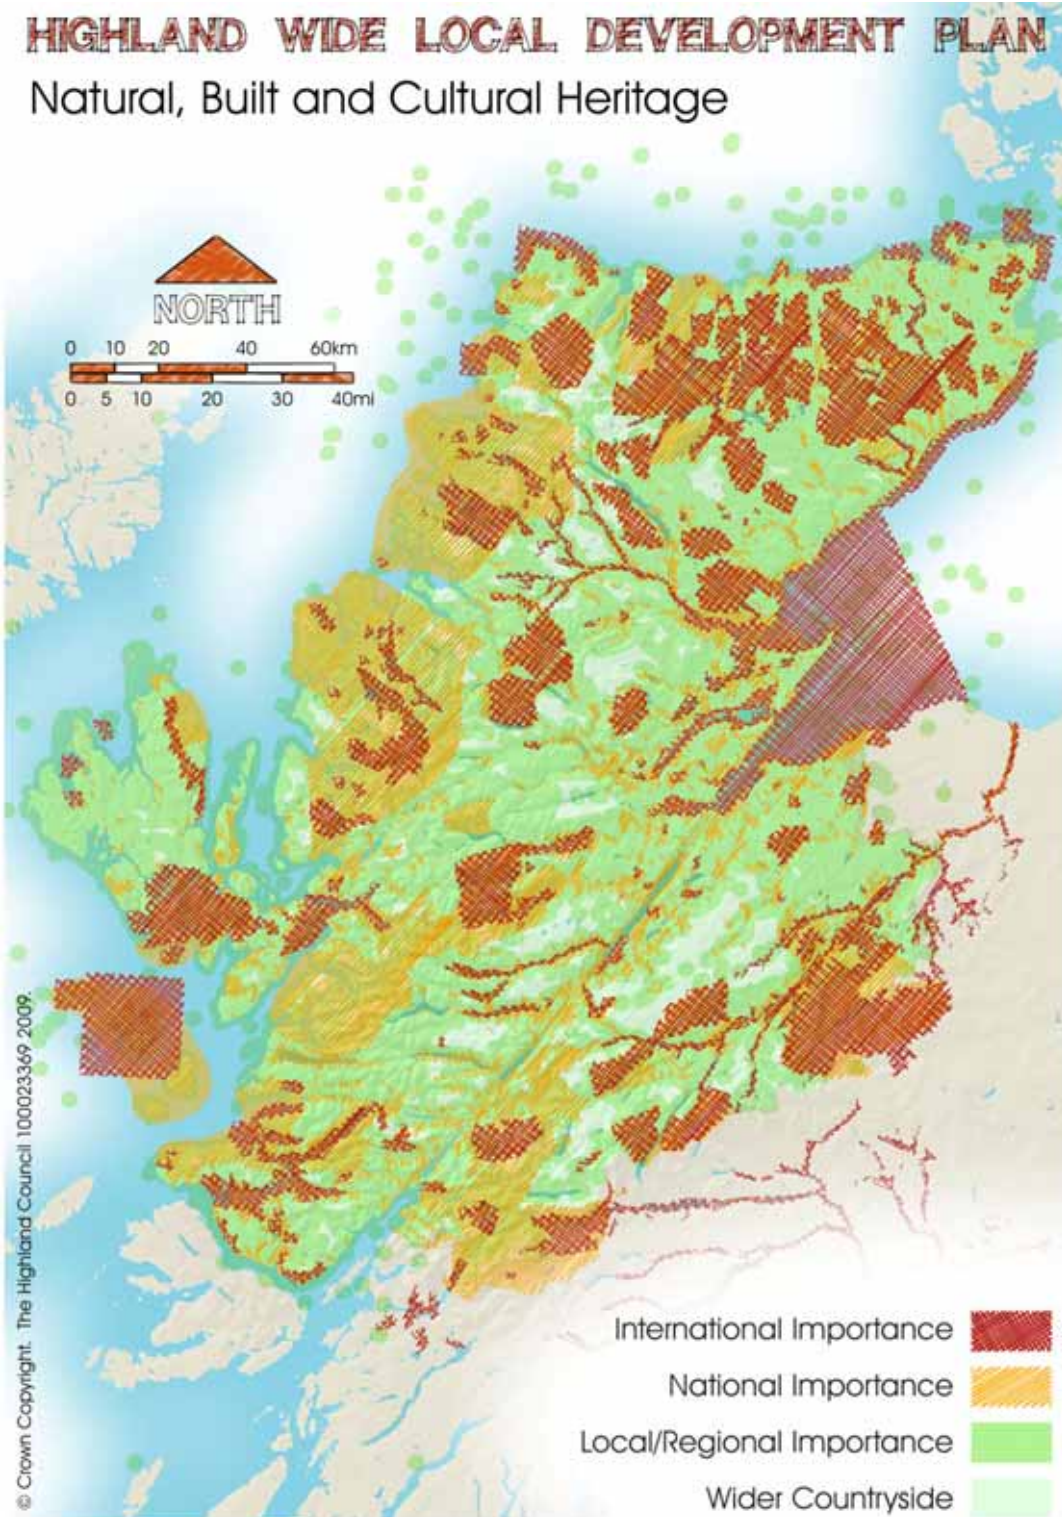 HIGHLAND WIDE LOCAL DEVELOPMENT PLAN
Natural, Built and Cultural Heritage
NORTH
0 10 20 40 60km
0 5 10 20 30 40mi
© Crown Copyright. The Highland Council 100023369 2009.
International Importance
National Importance
Local/Regional Importance
Wider Countryside